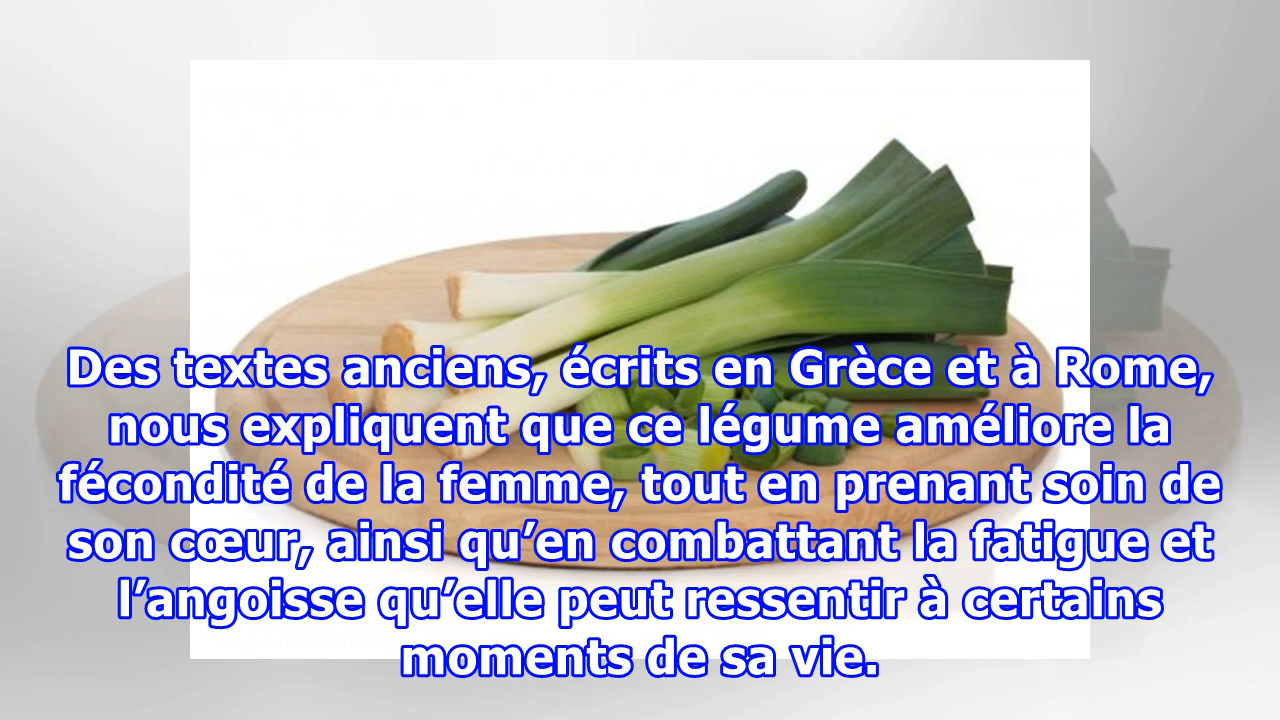 Des textes anciens, écrits en Grèce et à Rome,
nous expliquent que ce légume améliore la
fécondité de la femme, tout en prenant soin de
son cœur, ainsi qu’en combattant la fatigue et
l’angoisse qu’elle peut ressentir à certains
moments de sa vie.